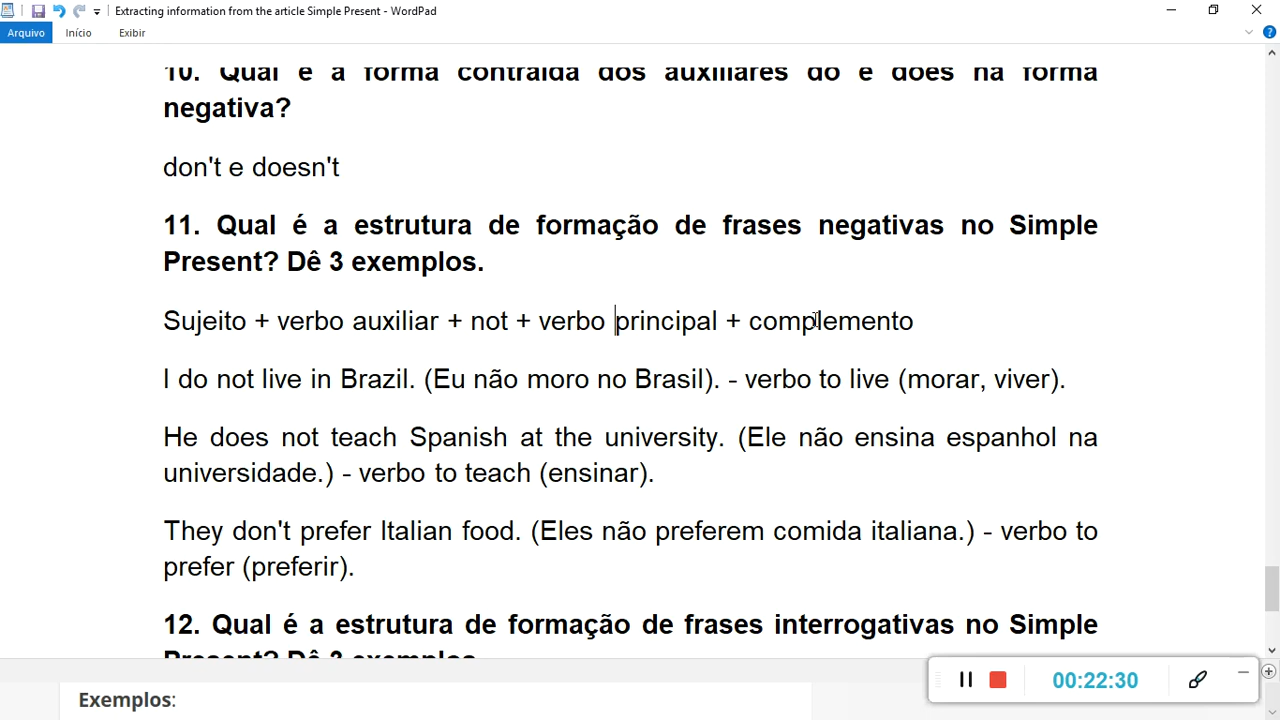 Extracting information from the article Simple Present - WordPad
Arquivo Início Exibir
10. Qual é a forma contraída dos auxiliares do e does na forma
negativa?
don't e doesn't
11. Qual é a estrutura de formação de frases negativas no Simple
Present? Dê 3 exemplos.
Sujeito + verbo auxiliar + not + verbo principal + complemento
I do not live in Brazil. (Eu não moro no Brasil). - verbo to live (morar, viver).
He does not teach Spanish at the university. (Ele não ensina espanhol na
universidade.) - verbo to teach (ensinar).
They don't prefer Italian food. (Eles não preferem comida italiana.) - verbo to
prefer (preferir).
12. Qual é a estrutura de formação de frases interrogativas no Simple
Present? Dê 3 exemplos.
00:22:30
Exemplos: